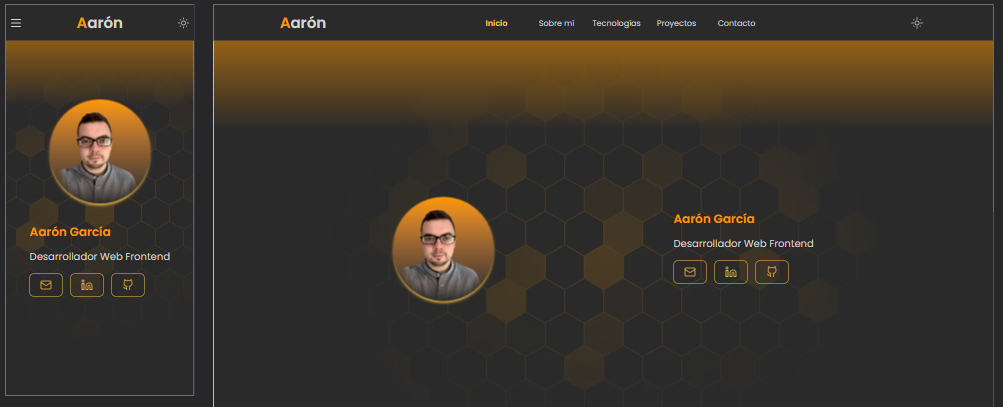 Aarón
Aarón García
Desarrollador Web Frontend
Aarón
Inicio Sobre mí Tecnologías Proyectos Contacto
Aarón García
Desarrollador Web Frontend